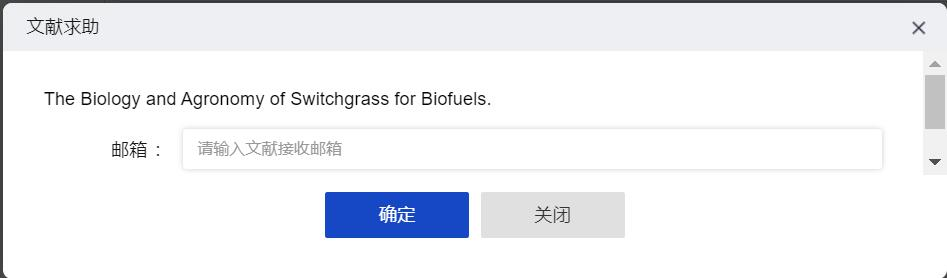 文献求助
The Biology and Agronomy of Switchgrass for Biofuels.
邮箱：
请输入文献接收邮箱
确定
关闭